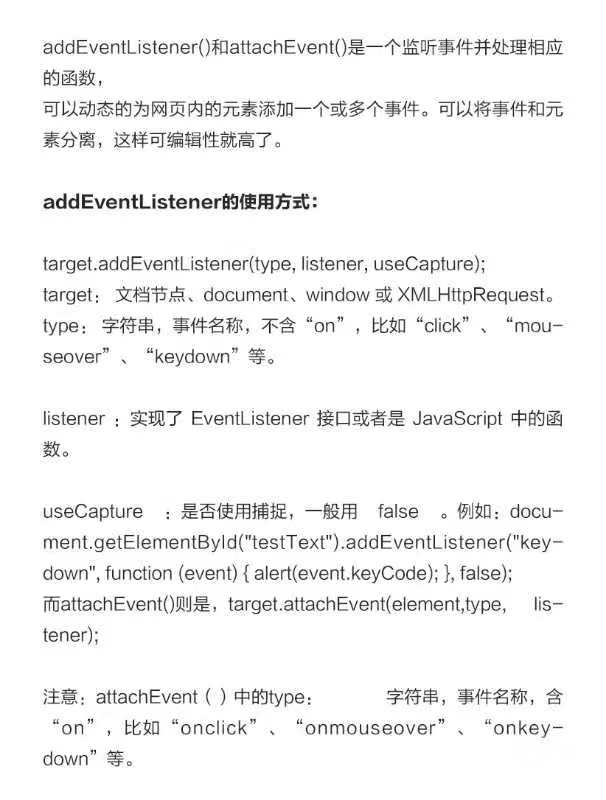 addEventListener()和attachEvent()是一个监听事件并处理相应
的函数，
可以动态的为网页内的元素添加一个或多个事件。可以将事件和元
素分离，这样可编辑性就高了。
addEventListener的使用方式：
target.addEventListener(type, listener, useCapture);
target： 文档节点、document、window 或 XMLHttpRequest。
type： 字符串，事件名称，不含“on”，比如“click”、“mou-
seover”、“keydown”等。
listener ：实现了 EventListener 接口或者是 JavaScript 中的函
数。
useCapture ：是否使用捕捉，一般用 false 。例如：docu-
ment.getElementById("testText").addEventListener("key-
down", function (event) { alert(event.keyCode); }, false);
而attachEvent()则是，target.attachEvent(element,type, lis-
tener);
注意：attachEvent（ ）中的type： 字符串，事件名称，含
“on”，比如“onclick”、“onmouseover”、“onkey-
down”等。